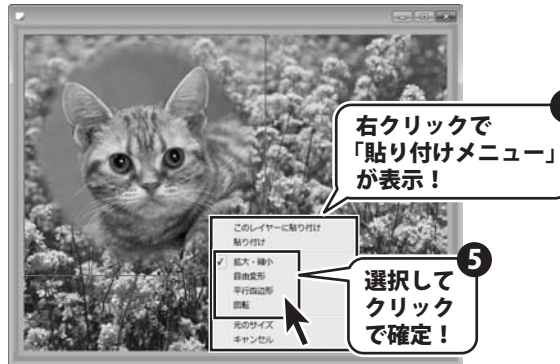 右クリックで
「貼り付けメニュー」
が表示！
このレイヤーに貼り付け
貼り付け
✓ 拡大・縮小
自由変形
平行四辺形
回転
元のサイズ
キャンセル
5
選択して
クリック
で確定！